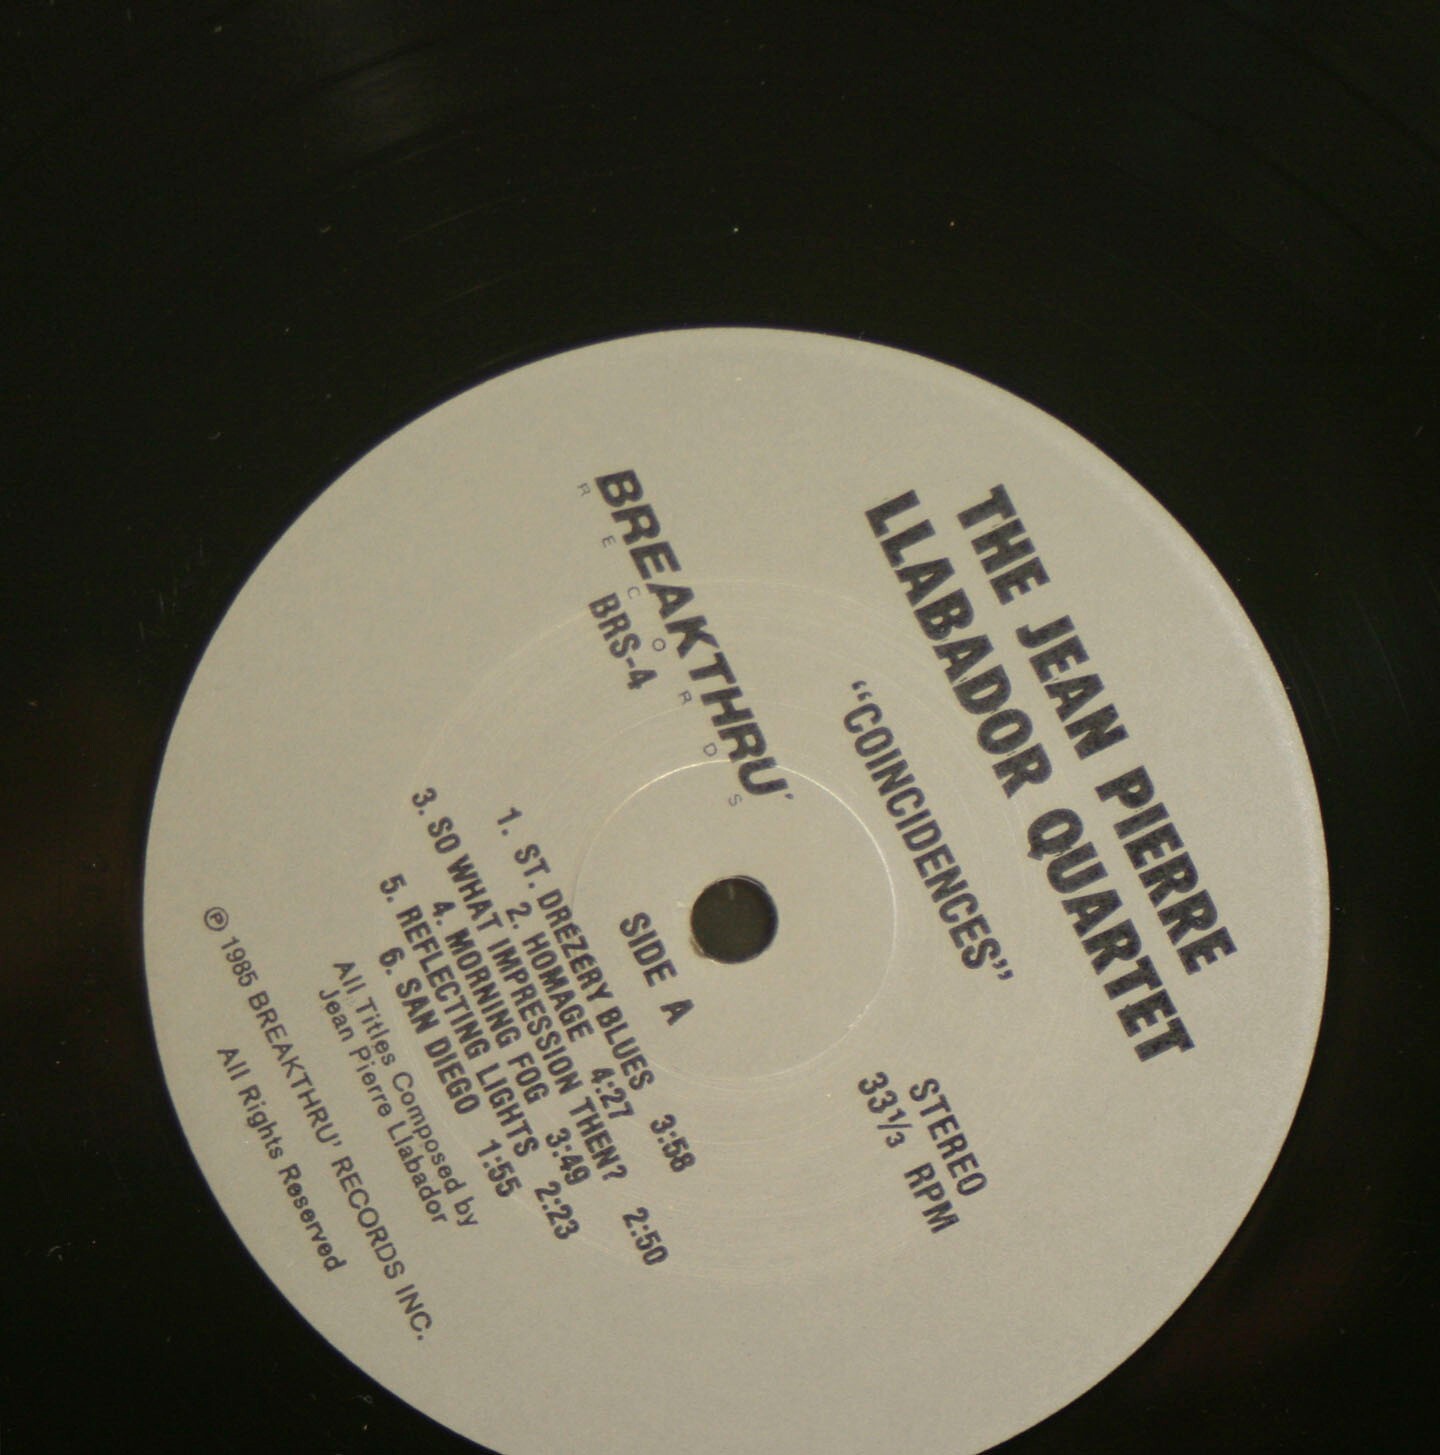 THE JEAN PIERRE
LLABADOR QUARTET
"COINCIDENCES"
STEREO
33⅓ RPM
BREAKTHRU'
RECORDS
BRS-4
SIDE A
1. ST. DRÉZERY BLUES 3:58
2. HOMAGE 4:27
3. SO WHAT IMPRESSION THEN? 2:50
4. MORNING FOG 3:49
5. REFLECTING LIGHTS 2:23
6. SAN DIEGO 1:55
All Titles Composed by
Jean Pierre Llabador
℗ 1985 BREAKTHRU' RECORDS INC.
All Rights Reserved